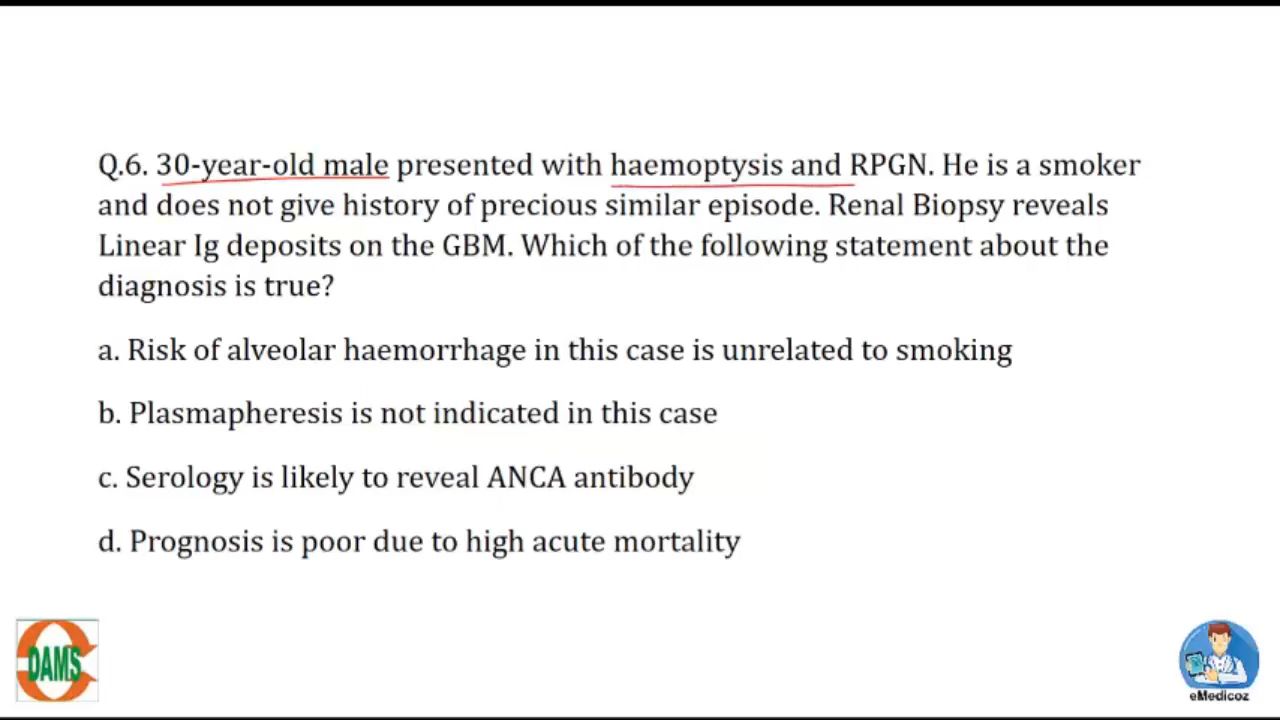 Q.6. 30-year-old male presented with haemoptysis and RPGN. He is a smoker
and does not give history of precious similar episode. Renal Biopsy reveals
Linear Ig deposits on the GBM. Which of the following statement about the
diagnosis is true?
a. Risk of alveolar haemorrhage in this case is unrelated to smoking
b. Plasmapheresis is not indicated in this case
c. Serology is likely to reveal ANCA antibody
d. Prognosis is poor due to high acute mortality
DAMS
eMedicoz